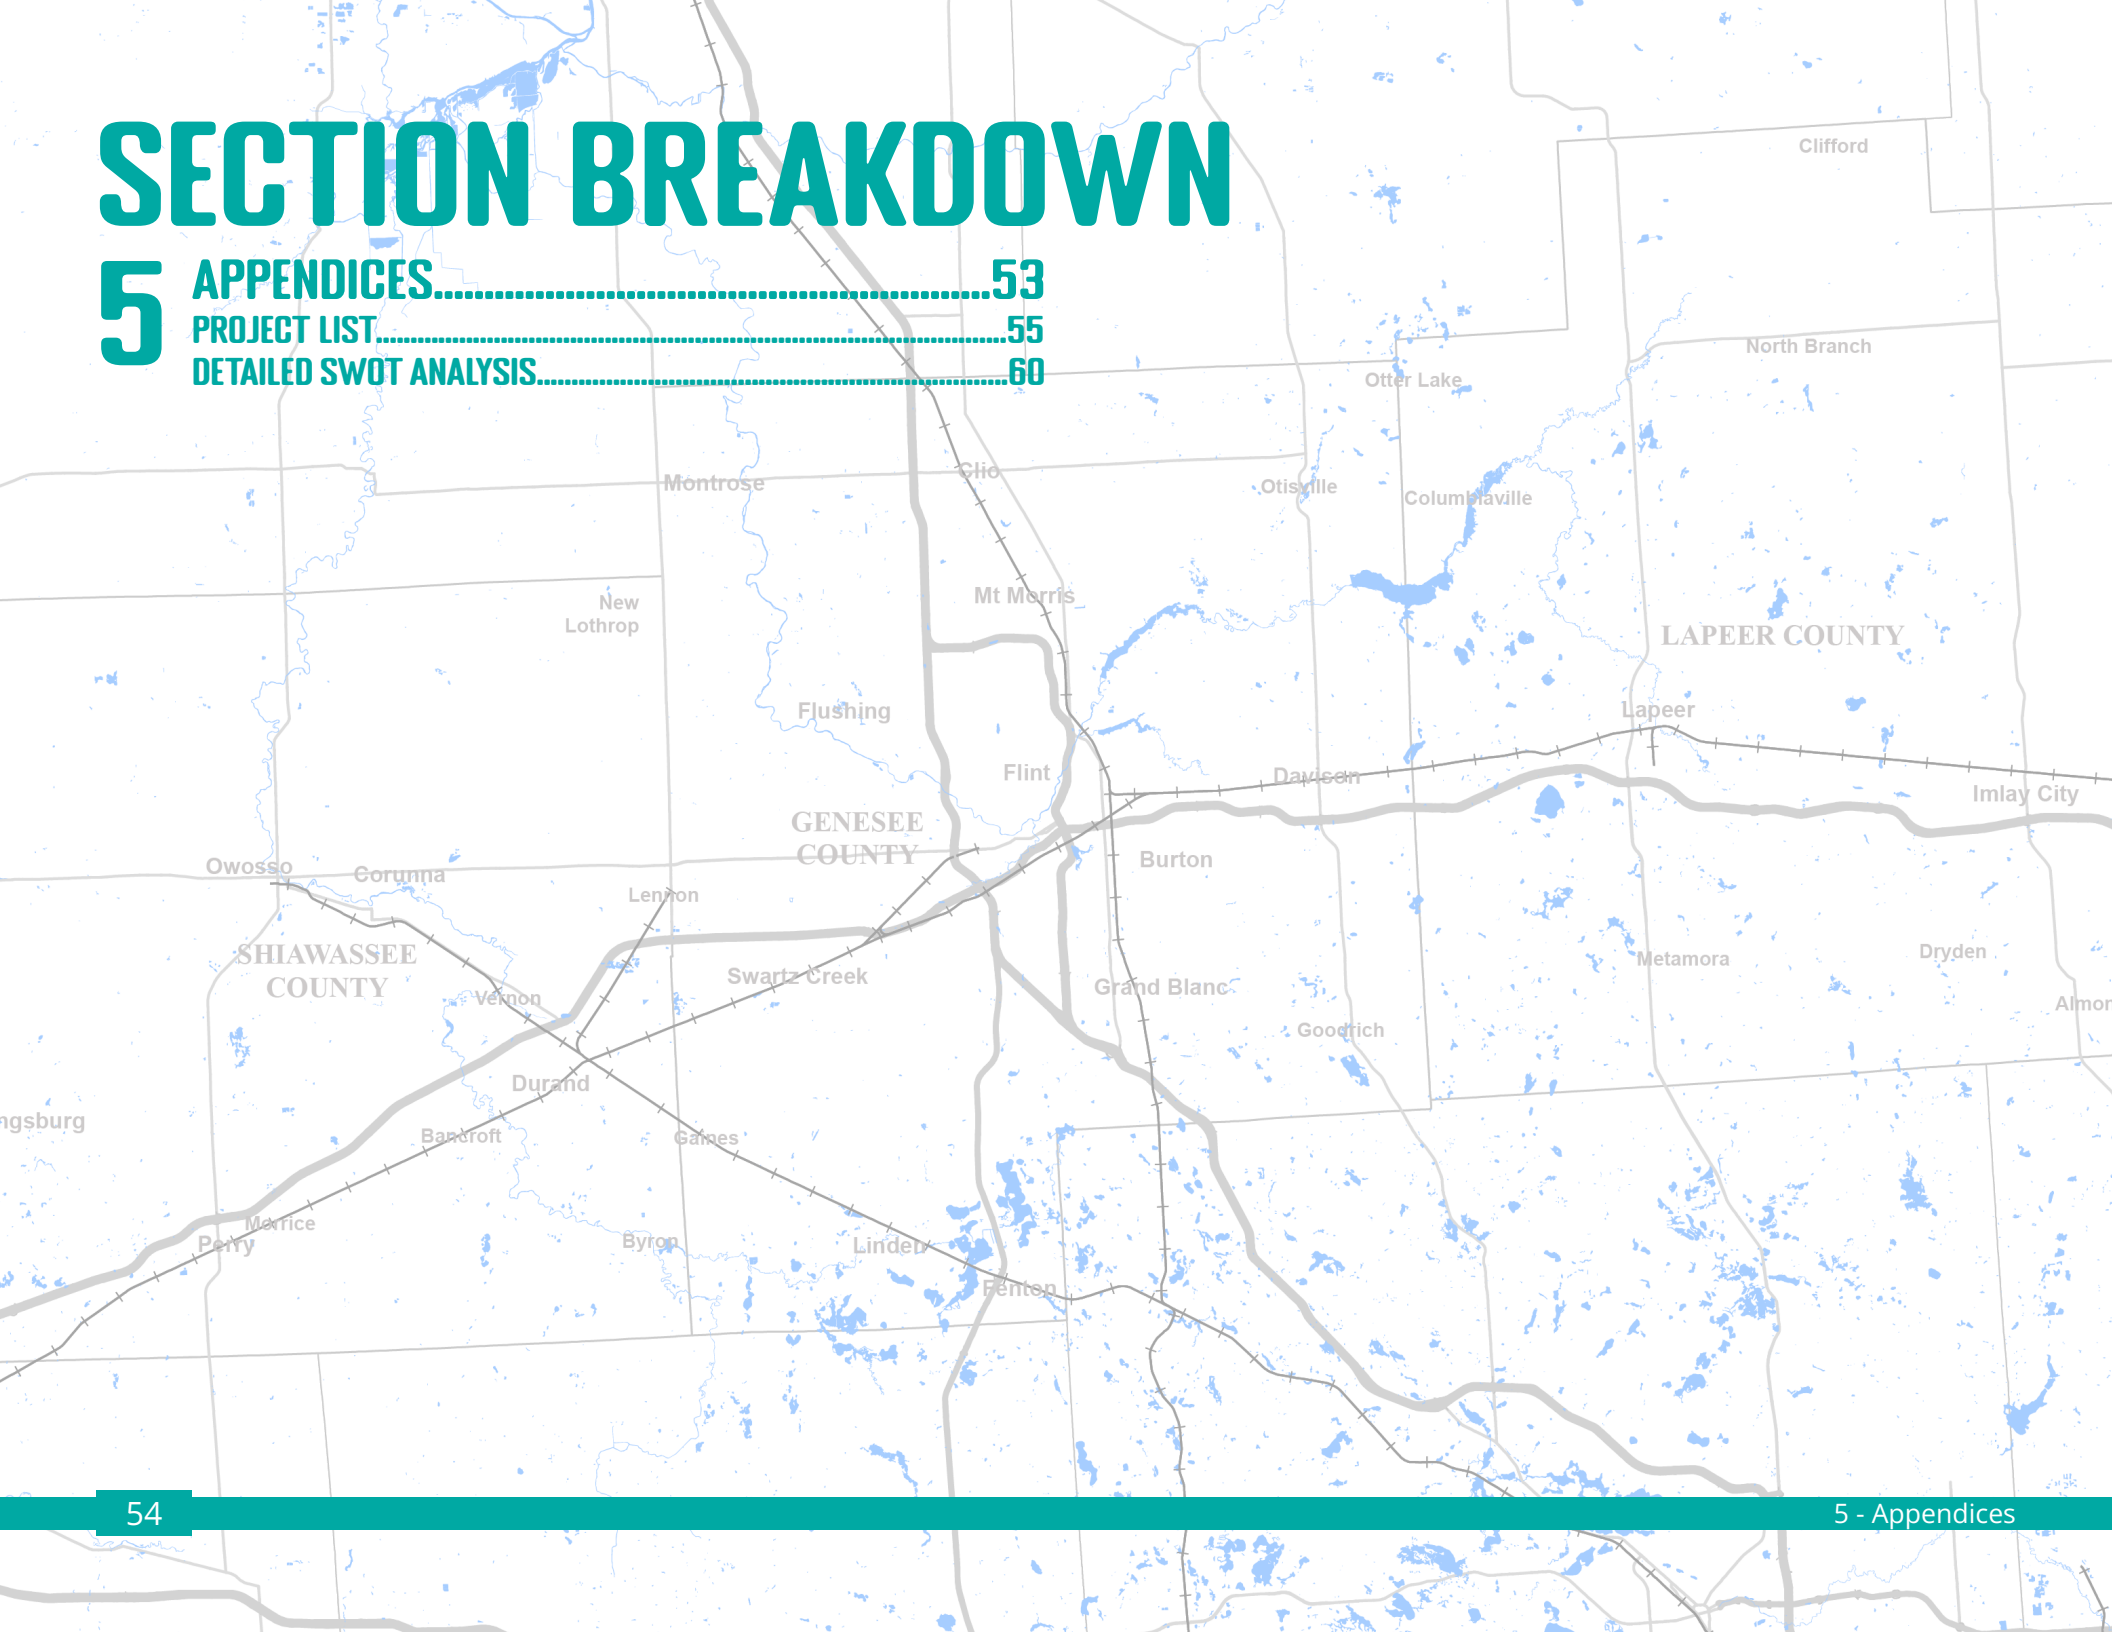 SECTION BREAKDOWN
5
APPENDICES.......................................................53
PROJECT LIST...........................................................................................55
DETAILED SWOT ANALYSIS....................................................................60
Clifford
North Branch
Otter Lake
Clio
Montrose
Otisville
Columbiaville
Mt Morris
New
Lothrop
LAPEER COUNTY
Flushing
Lapeer
Flint
Davison
Imlay City
GENESEE
COUNTY
Burton
Owosso
Corunna
Lennon
SHIAWASSEE
COUNTY
Swartz Creek
Vernon
Grand Blanc
Metamora
Dryden
Almon
Goodrich
Durand
ngsburg
Bancroft
Gaines
Morrice
Perry
Byron
Linden
Fenton
54
5 - Appendices